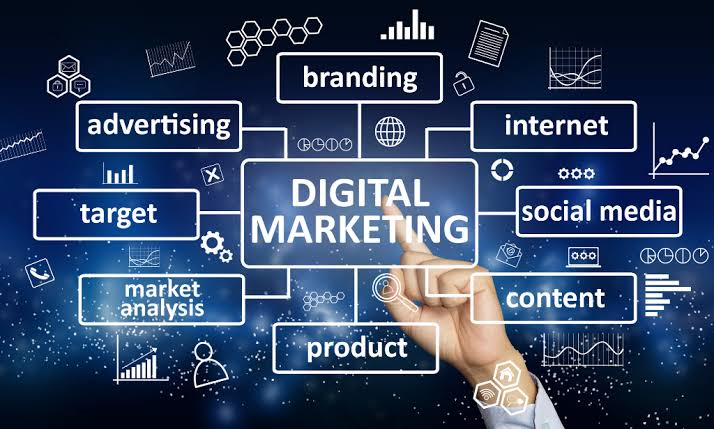 branding
advertising
internet
DIGITAL
MARKETING
target
social media
market
analysis
content
product